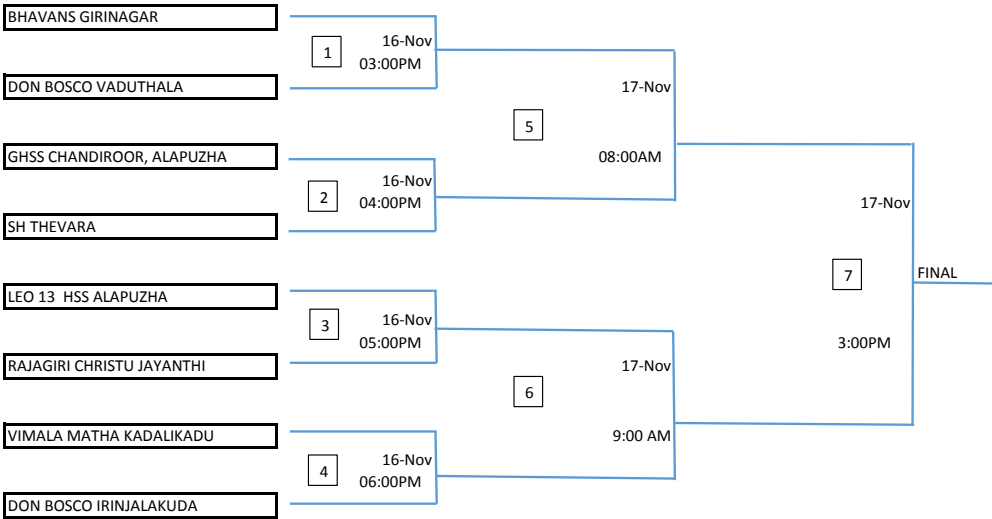 BHAVANS GIRINAGAR
1
16-Nov
03:00PM
DON BOSCO VADUTHALA
17-Nov
5
08:00AM
GHSS CHANDIROOR, ALAPUZHA
2
16-Nov
04:00PM
SH THEVARA
17-Nov
7
FINAL
3:00PM
LEO 13  HSS ALAPUZHA
3
16-Nov
05:00PM
RAJAGIRI CHRISTU JAYANTHI
17-Nov
6
9:00 AM
VIMALA MATHA KADALIKADU
4
16-Nov
06:00PM
DON BOSCO IRINJALAKUDA